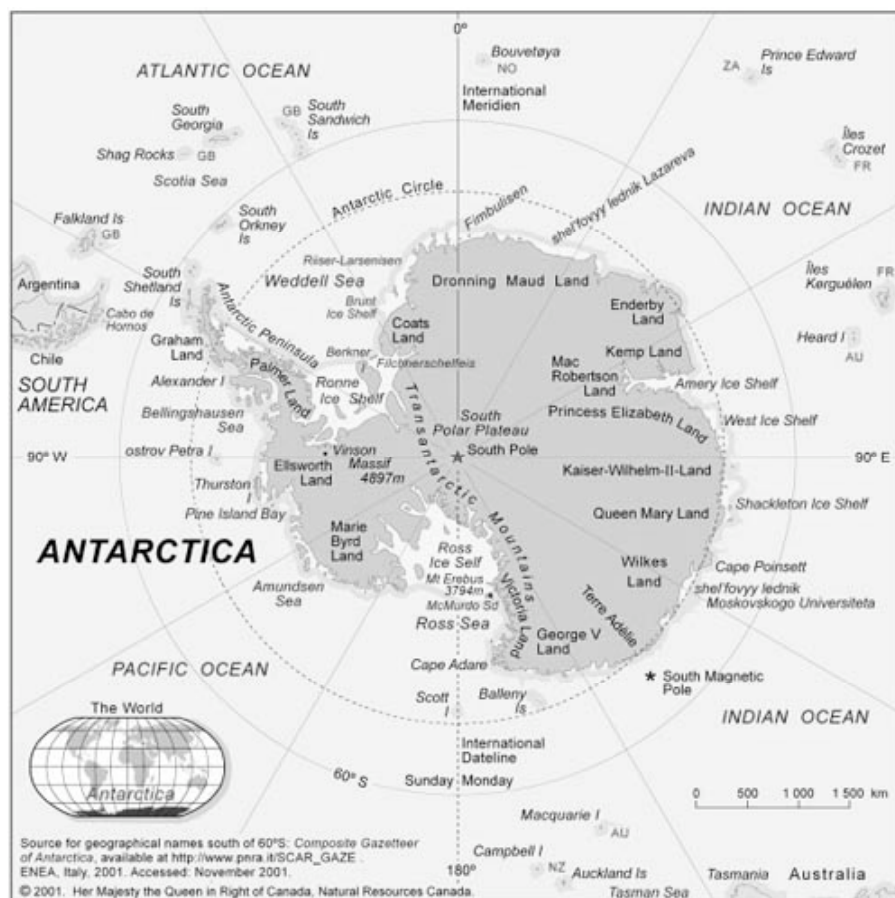 0°
Bouvetøya
NO
Prince Edward
Is
ZA
ATLANTIC OCEAN
International
Meridien
South
Georgia
GB
South
Sandwich
Is
Shag Rocks
GB
Scotia Sea
Îles
Crozet
FR
Antarctic Circle
Fimbulisen
shel'fovyy lednik Lazareva
INDIAN OCEAN
Falkland Is
GB
South
Orkney
Is
Riiser-Larsenisen
Weddell Sea
South
Shetland
Is
Argentina
Cabo de
Hornos
Chile
Antarctic Peninsula
Brunt
Ice Shelf
Coats
Land
Dronning Maud Land
Enderby
Land
Îles
Kerguélen
FR
Heard I
AU
Graham
Land
Palmer Land
Berkner
Filchnerschelfeis
Kemp Land
Mac
Robertson
Land
Amery Ice Shelf
SOUTH
AMERICA
Alexander I
Ronne
Ice Shelf
Transantarctic Mountains
Princess Elizabeth Land
West Ice Shelf
Bellingshausen
Sea
South
Polar Plateau
South Pole
90° W
ostrov Petra I
Vinson
Massif
4897m
Ellsworth
Land
Kaiser-Wilhelm-II-Land
90° E
Thurston
I
Pine Island Bay
Shackleton Ice Shelf
Queen Mary Land
ANTARCTICA
Marie
Byrd
Land
Ross
Ice Self
Mt Erebus
3794m
McMurdo Sd
Victoria Land
Wilkes
Land
Cape Poinsett
shel'fovyy lednik
Moskovskogo Universiteta
Amundsen
Sea
Ross Sea
Terre Adélie
George V
Land
PACIFIC OCEAN
Cape Adare
South Magnetic
Pole
Scott
I
Balleny
Is
INDIAN OCEAN
The World
Antarctica
International
Dateline
60° S
Sunday Monday
0 500 1 000 1 500 km
Macquarie I
AU
Campbell I
NZ
Auckland Is
Tasman Sea
Tasmania
Australia
180°
Source for geographical names south of 60°S: Composite Gazetteer
of Antarctica, available at http://www.pnra.it/SCAR_GAZE .
ENEA, Italy, 2001. Accessed: November 2001.
© 2001. Her Majesty the Queen in Right of Canada, Natural Resources Canada.